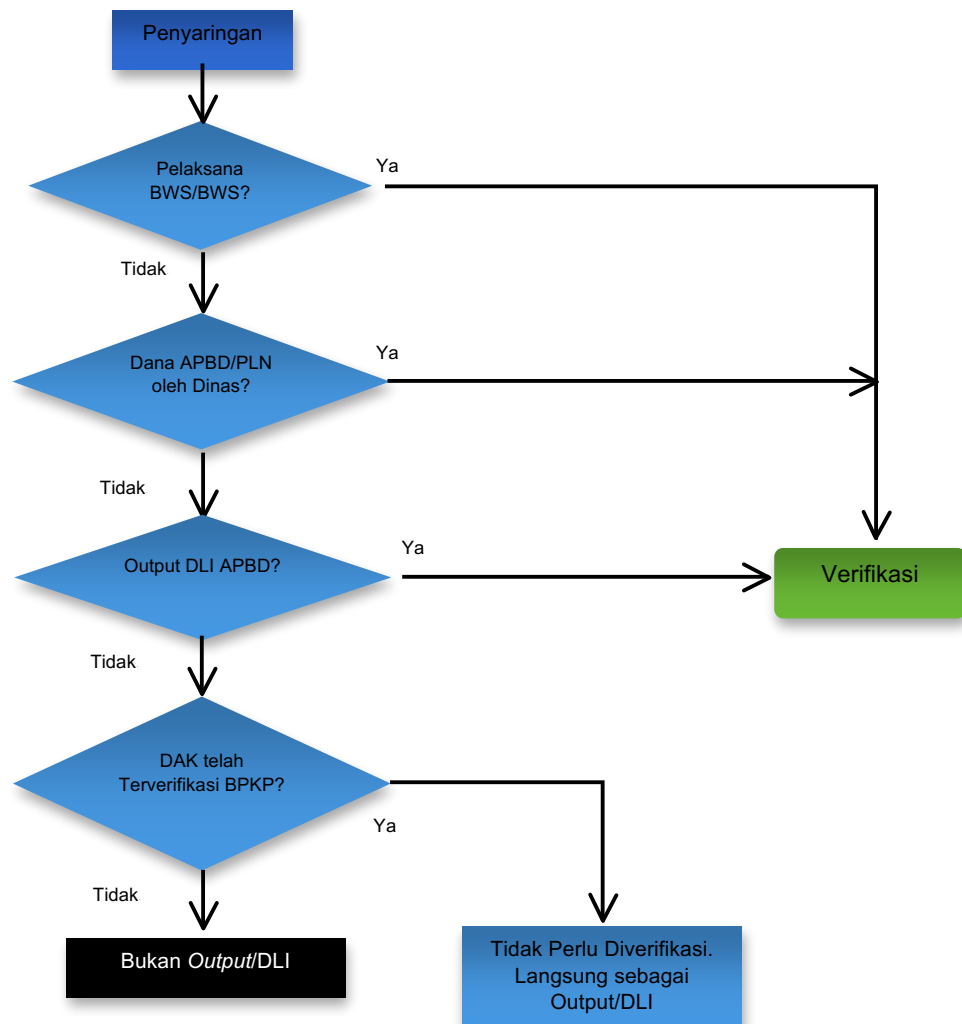 Penyaringan
Pelaksana
BWS/BWS?
Ya
Tidak
Dana APBD/PLN
oleh Dinas?
Ya
Tidak
Output DLI APBD?
Ya
Verifikasi
Tidak
DAK telah
Terverifikasi BPKP?
Ya
Tidak
Bukan Output/DLI
Tidak Perlu Diverifikasi.
Langsung sebagai
Output/DLI